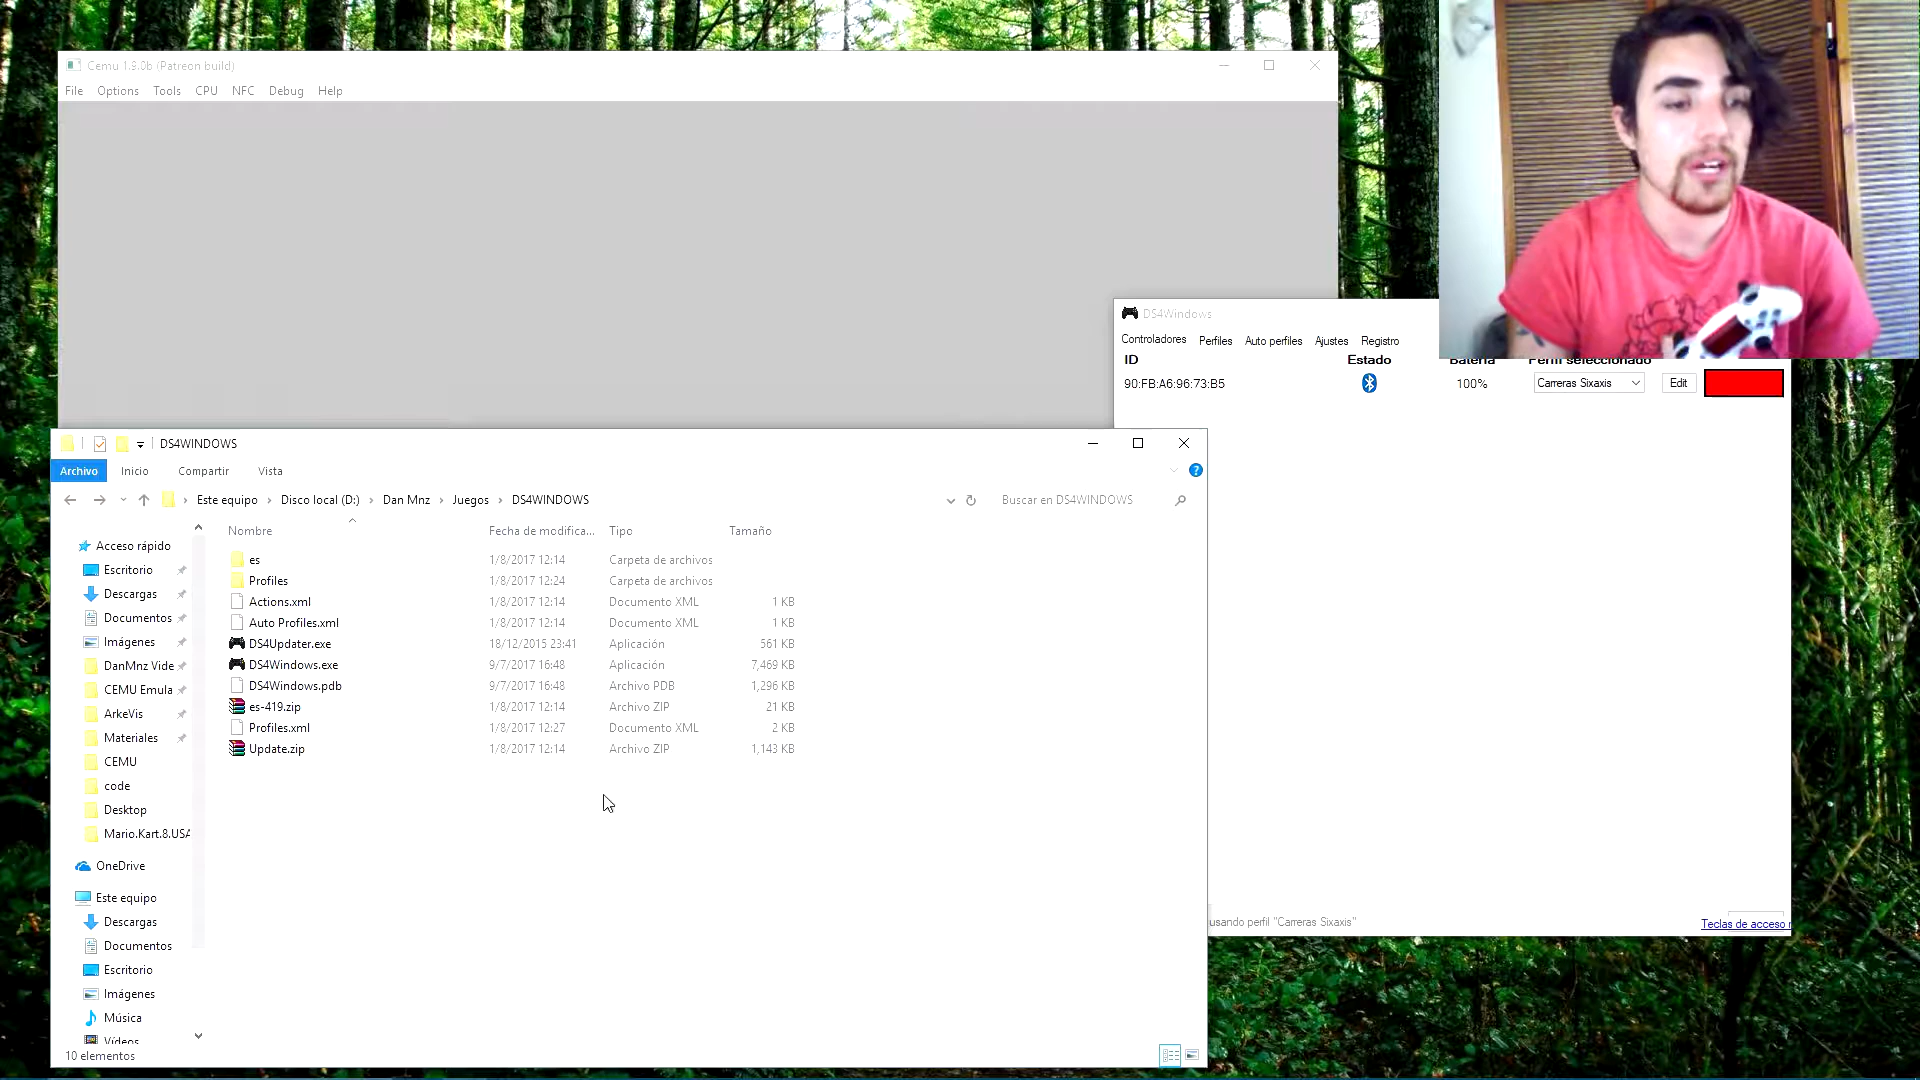 Cemu 1.9.0b (Patreon build)
File Options Tools CPU NFC Debug Help
DS4Windows
Controladores Perfiles Auto perfiles Ajustes Registro
ID Estado Batería Perfil seleccionado
90:FB:A6:96:73:B5 100% Carreras Sixaxis Edit
usando perfil "Carreras Sixaxis"
Teclas de acceso
DS4WINDOWS
Archivo Inicio Compartir Vista
Este equipo > Disco local (D:) > Dan Mnz > Juegos > DS4WINDOWS
Buscar en DS4WINDOWS
Nombre Fecha de modifica... Tipo Tamaño
es 1/8/2017 12:14 Carpeta de archivos
Profiles 1/8/2017 12:24 Carpeta de archivos
Actions.xml 1/8/2017 12:14 Documento XML 1 KB
Auto Profiles.xml 1/8/2017 12:14 Documento XML 1 KB
DS4Updater.exe 18/12/2015 23:41 Aplicación 561 KB
DS4Windows.exe 9/7/2017 16:48 Aplicación 7,469 KB
DS4Windows.pdb 9/7/2017 16:48 Archivo PDB 1,296 KB
es-419.zip 1/8/2017 12:14 Archivo ZIP 21 KB
Profiles.xml 1/8/2017 12:27 Documento XML 2 KB
Update.zip 1/8/2017 12:14 Archivo ZIP 1,143 KB
Acceso rápido
Escritorio
Descargas
Documentos
Imágenes
DanMnz Vide
CEMU Emula
ArkeVis
Materiales
CEMU
code
Desktop
Mario.Kart.8.USA
OneDrive
Este equipo
Descargas
Documentos
Escritorio
Imágenes
Música
Vídeos
10 elementos